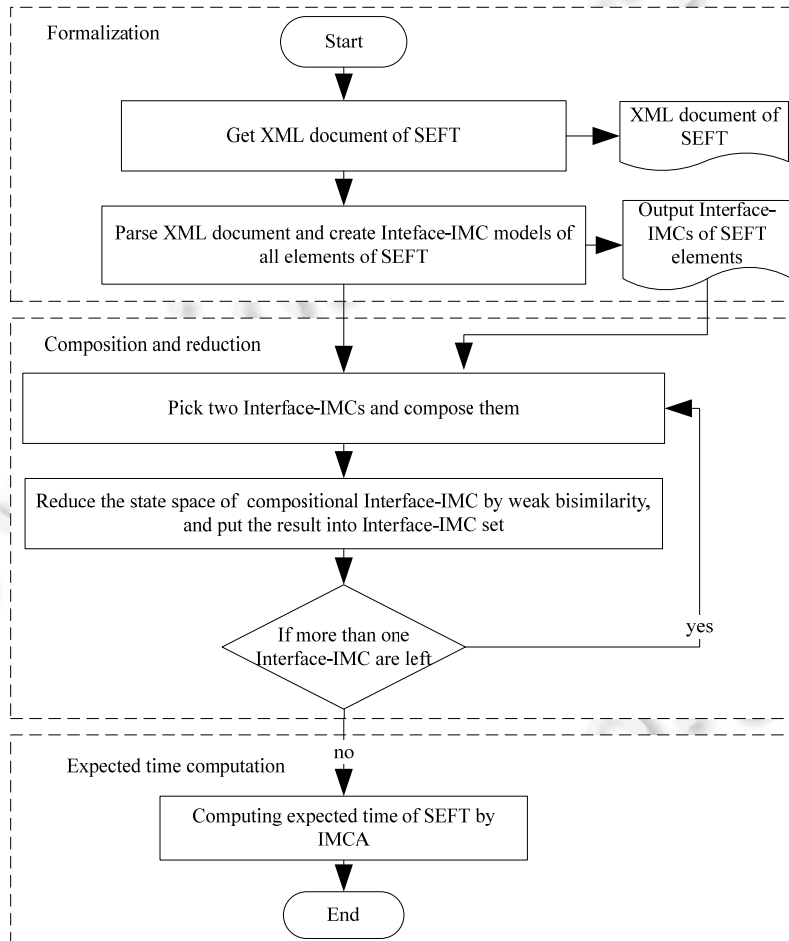 Formalization
Start
Get XML document of SEFT
XML document of
SEFT
Parse XML document and create Inteface-IMC models of
all elements of SEFT
Output Interface-
IMCs of SEFT
elements
Composition and reduction
Pick two Interface-IMCs and compose them
Reduce the state space of compositional Interface-IMC by weak bisimilarity,
and put the result into Interface-IMC set
If more than one
Interface-IMC are left
yes
no
Expected time computation
Computing expected time of SEFT by
IMCA
End